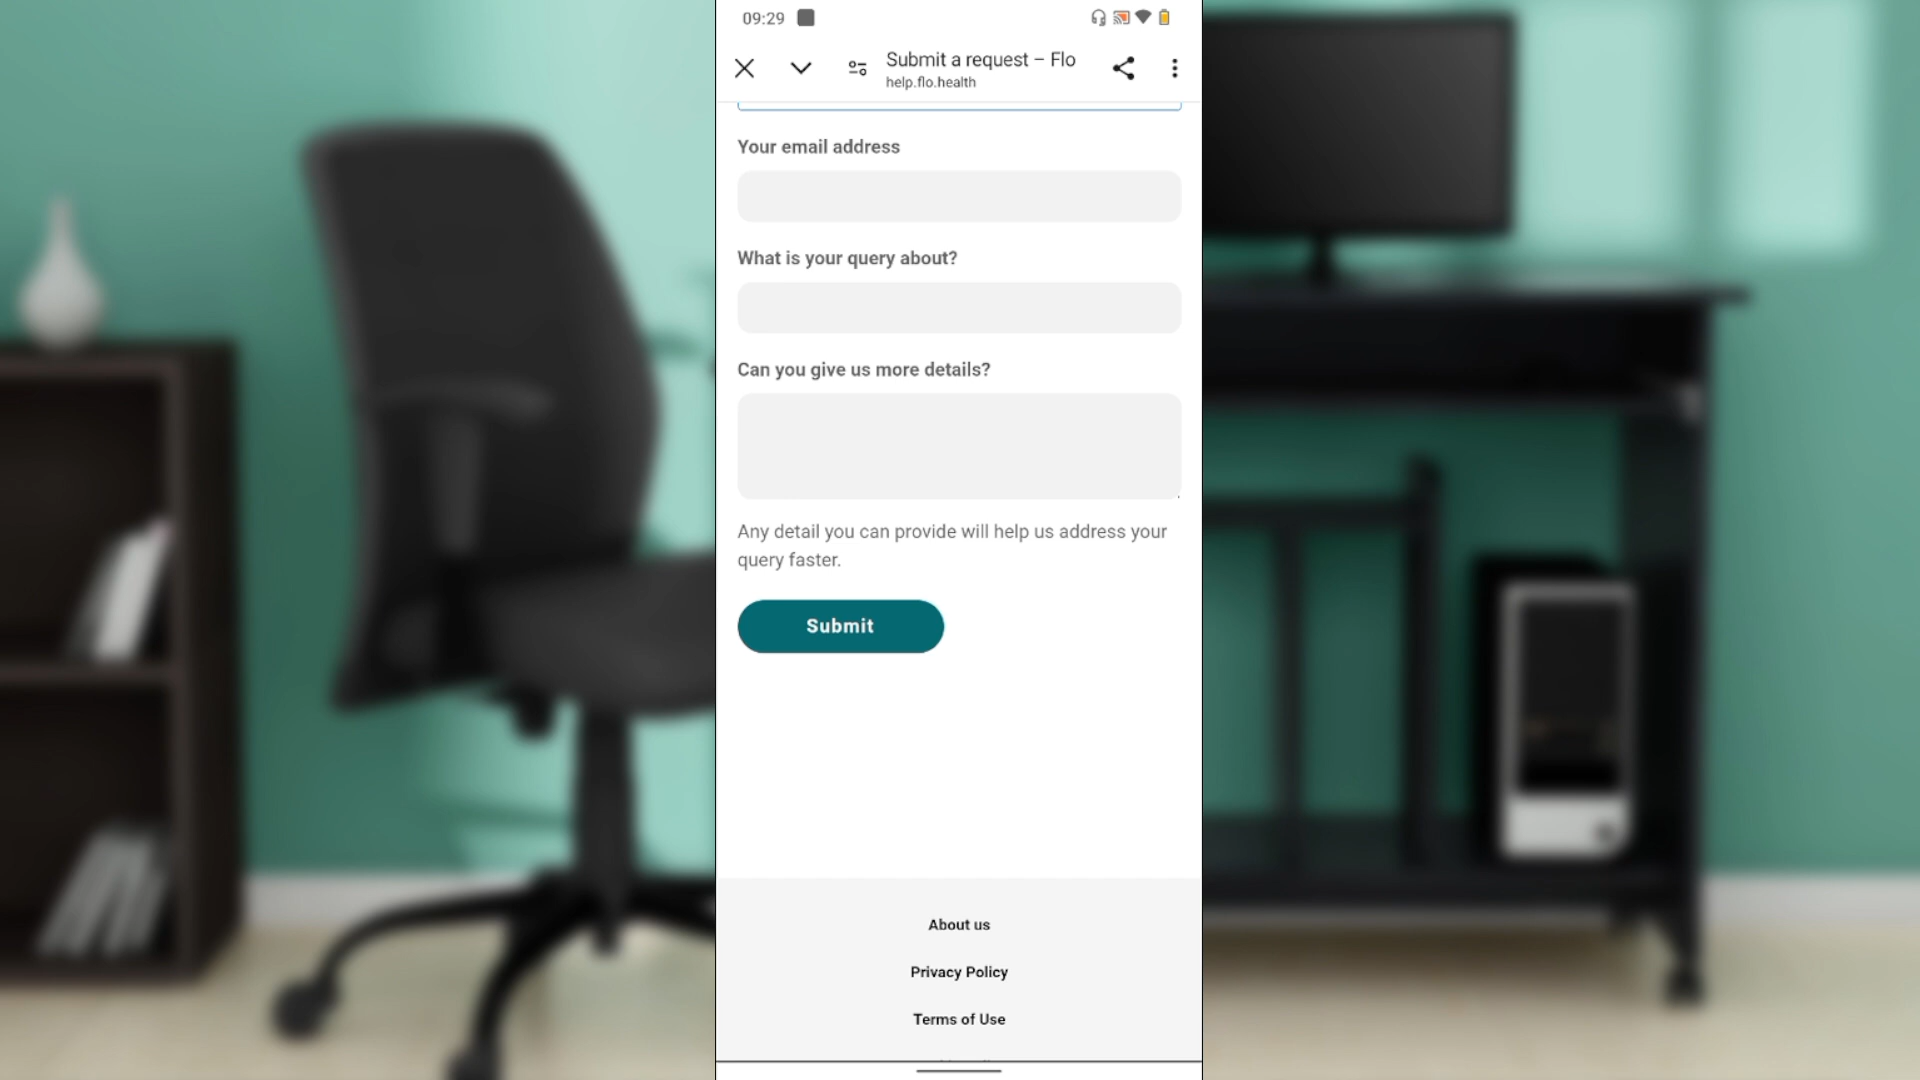 09:29
Submit a request – Flo
help.flo.health
Your email address
What is your query about?
Can you give us more details?
Any detail you can provide will help us address your
query faster.
Submit
About us
Privacy Policy
Terms of Use